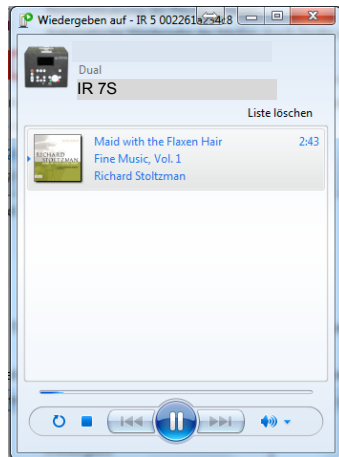 Wiedergeben auf - IR 5 002261a254c8
Dual
IR 7S
Liste löschen
RICHARD
STOLTZMAN
Maid with the Flaxen Hair 2:43
Fine Music, Vol. 1
Richard Stoltzman